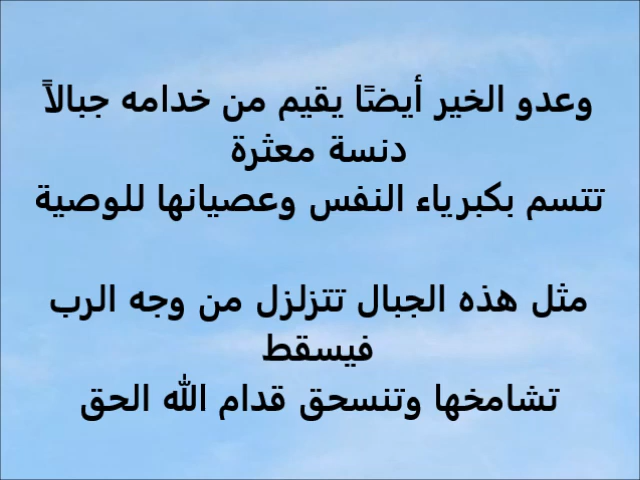 وعدو الخير أيضًا يقيم من خدامه جبالاً
دنسة معثرة
تتسم بكبرياء النفس وعصيانها للوصية
مثل هذه الجبال تتزلزل من وجه الرب
فيسقط
تشامخها وتنسحق قدام الله الحق